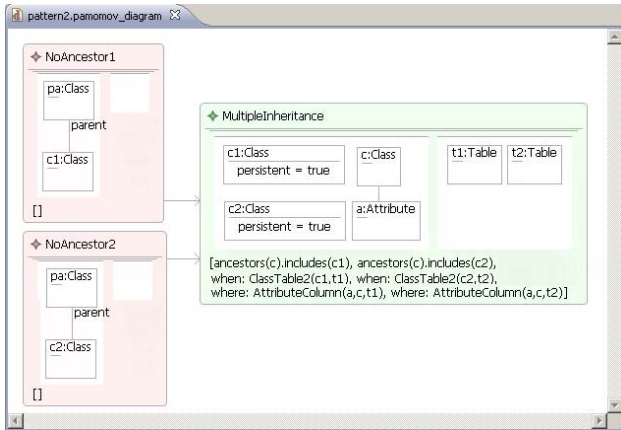 pattern2.pamomov_diagram
NoAncestor1
pa:Class
parent
c1:Class
[]
NoAncestor2
pa:Class
parent
c2:Class
[]
MultipleInheritance
c1:Class
persistent = true
c:Class
t1:Table
t2:Table
c2:Class
persistent = true
a:Attribute
[ancestors(c).includes(c1), ancestors(c).includes(c2),
when: ClassTable2(c1,t1), when: ClassTable2(c2,t2),
where: AttributeColumn(a,c,t1), where: AttributeColumn(a,c,t2)]